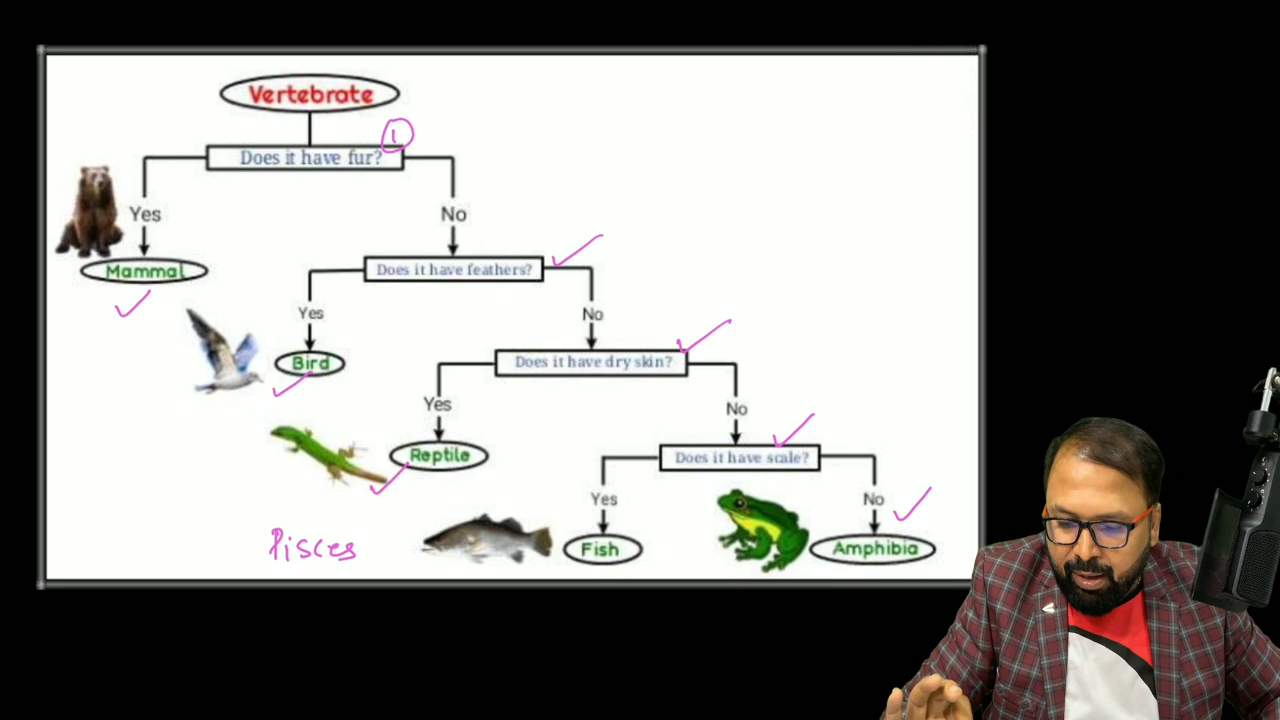 Vertebrate
1
Does it have fur?
Yes
No
Mammal
Does it have feathers?
Yes
No
Bird
Does it have dry skin?
Yes
No
Reptile
Does it have scale?
Yes
No
Pisces
Fish
Amphibia